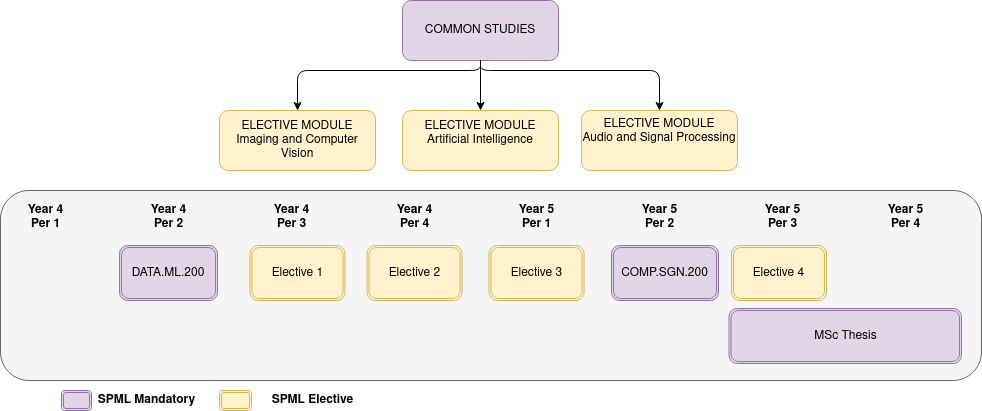 COMMON STUDIES
ELECTIVE MODULE
Imaging and Computer
Vision
ELECTIVE MODULE
Artificial Intelligence
ELECTIVE MODULE
Audio and Signal Processing
Year 4
Per 1
Year 4
Per 2
Year 4
Per 3
Year 4
Per 4
Year 5
Per 1
Year 5
Per 2
Year 5
Per 3
Year 5
Per 4
DATA.ML.200
Elective 1
Elective 2
Elective 3
COMP.SGN.200
Elective 4
MSc Thesis
SPML Mandatory
SPML Elective